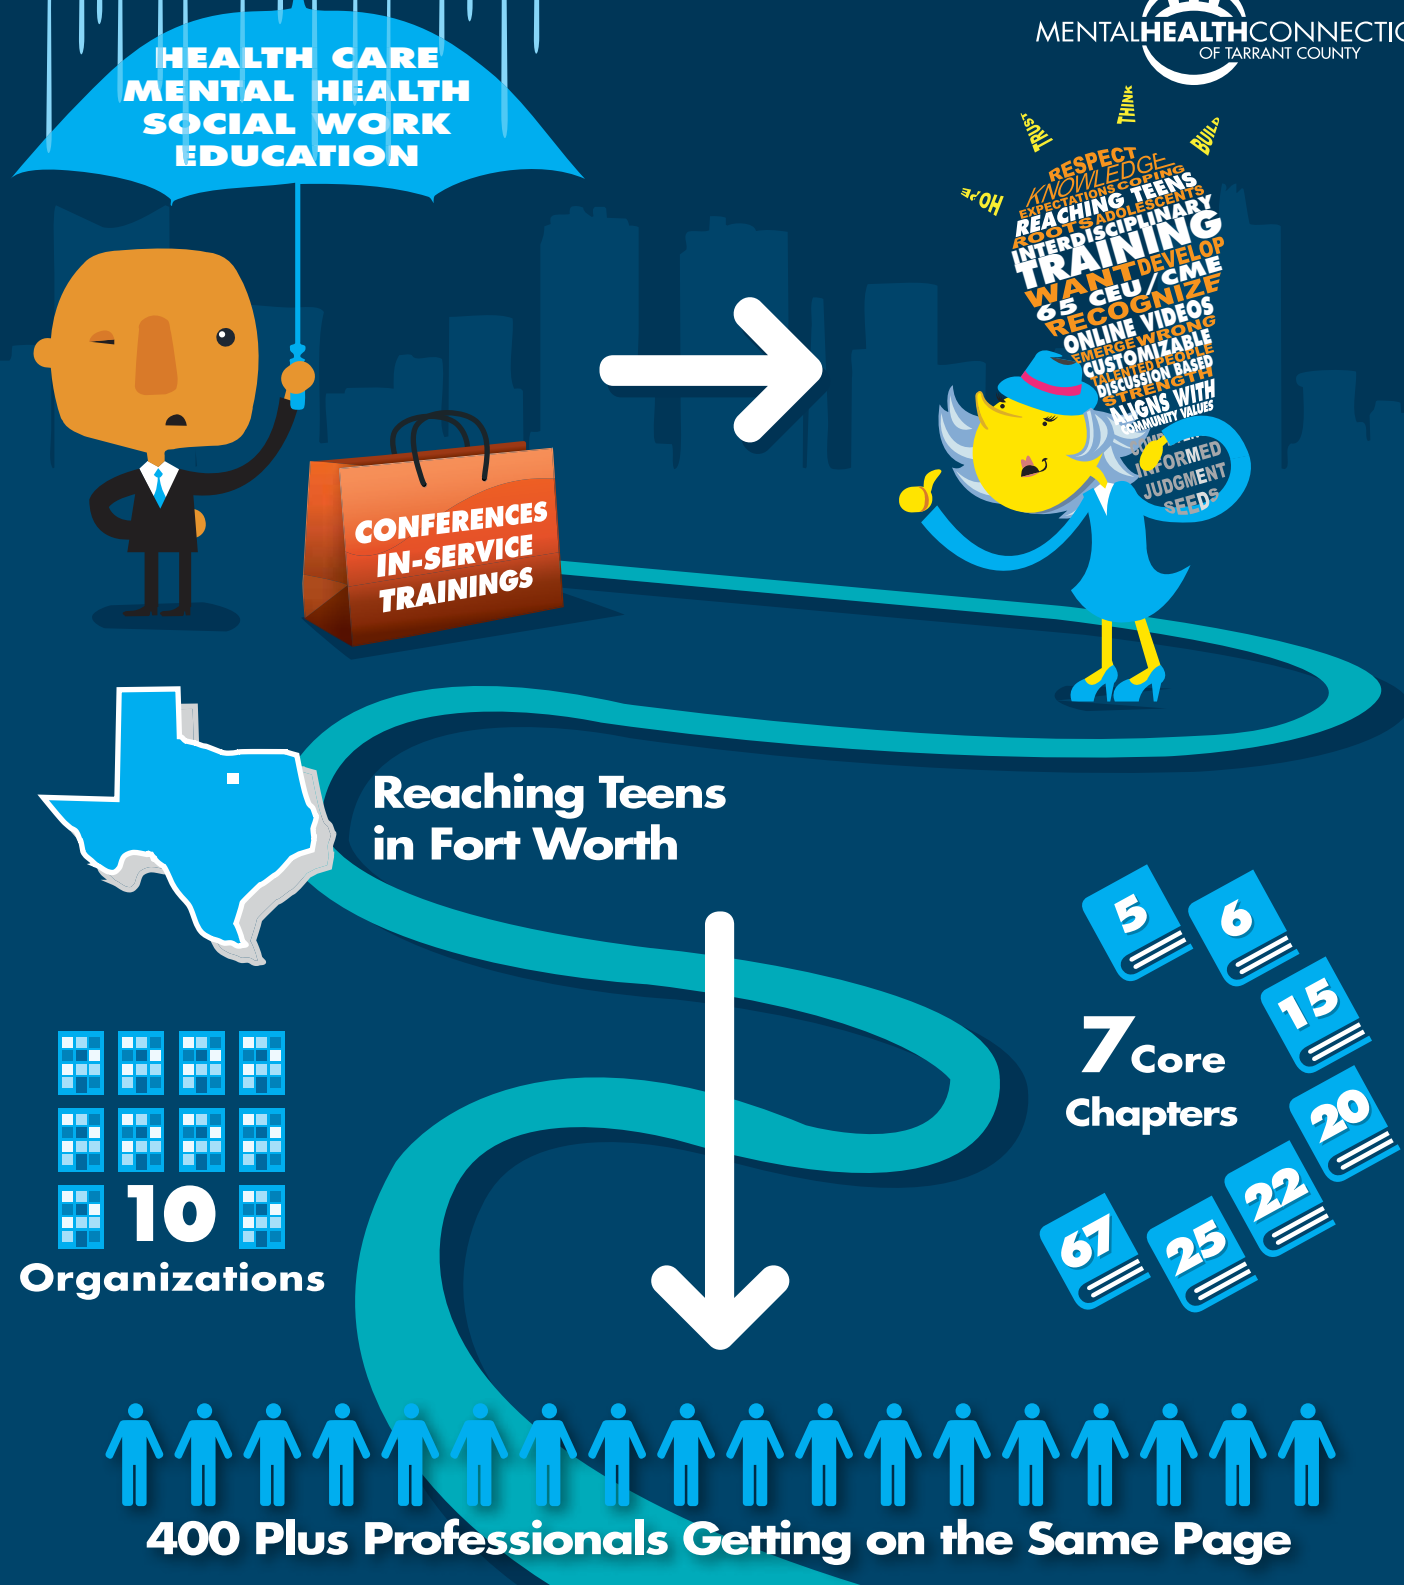 HEALTH CARE
MENTAL HEALTH
SOCIAL WORK
EDUCATION
MENTALHEALTHCONNECTIO
OF TARRANT COUNTY
HOPE
TRUST
THINK
BUILD
RESPECT
KNOWLEDGE
EXPECTATIONS COPING
REACHING TEENS
ROOTS ADOLESCENTS
INTERDISCIPLINARY
TRAINING
WANT DEVELOP
65 CEU/CME
RECOGNIZE
ONLINE VIDEOS
EMERGE WRONG
CUSTOMIZABLE
TALENTED PEOPLE
DISCUSSION BASED
STRENGTH
ALIGNS WITH
COMMUNITY VALUES
INFORMED
JUDGMENT
SEEDS
CONFERENCES
IN-SERVICE
TRAININGS
Reaching Teens
in Fort Worth
5
6
15
20
22
25
67
7 Core
Chapters
10
Organizations
400 Plus Professionals Getting on the Same Page